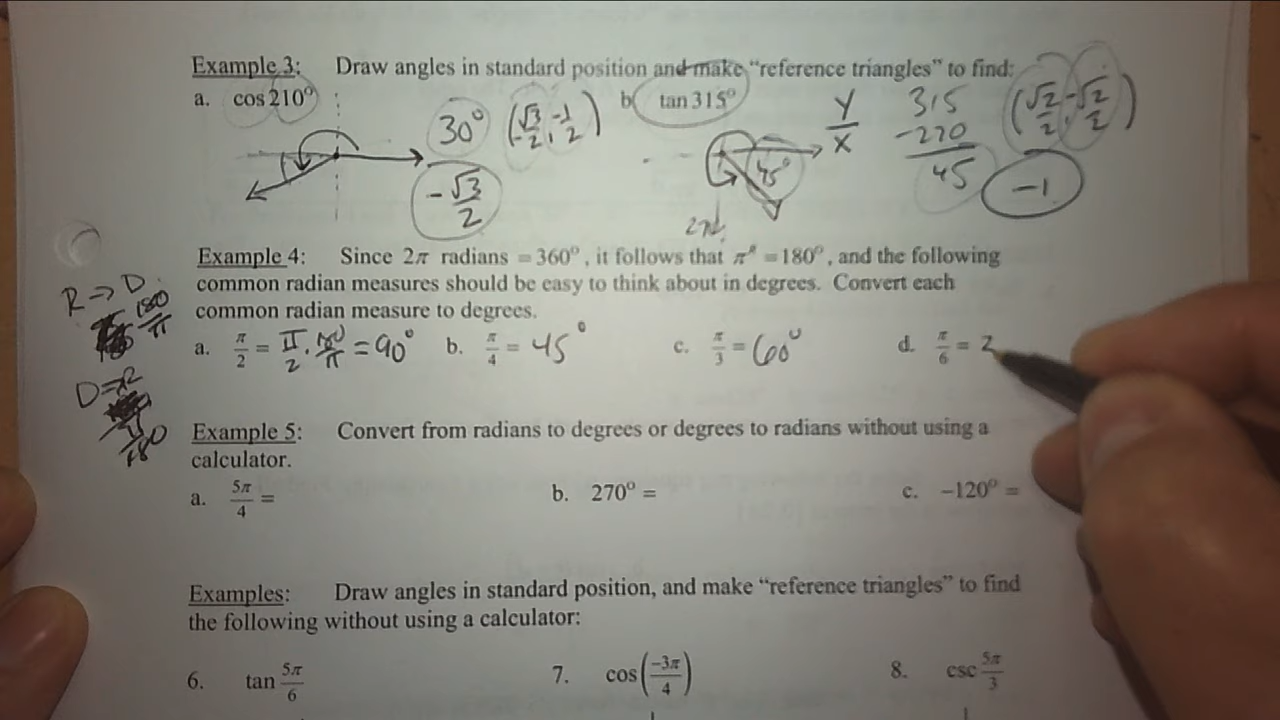 Example 3: Draw angles in standard position and make “reference triangles” to find:
a. cos 210° b. tan 315°
30° (-√3/2, -1/2)
-√3/2
45°
Y/X
315
-270
45
(√2/2, -√2/2)
-1
Example 4: Since 2π radians = 360°, it follows that πᴿ = 180°, and the following
common radian measures should be easy to think about in degrees. Convert each
common radian measure to degrees.
R → D
180/π
a. π/2 = π/2 · 180/π = 90° b. π/4 = 45° c. π/3 = 60° d. π/6 = 
D → R
π/180
Example 5: Convert from radians to degrees or degrees to radians without using a
calculator.
a. 5π/4 = b. 270° = c. -120° =
Examples: Draw angles in standard position, and make “reference triangles” to find
the following without using a calculator:
6. tan 5π/6 7. cos(-3π/4) 8. csc 5π/3